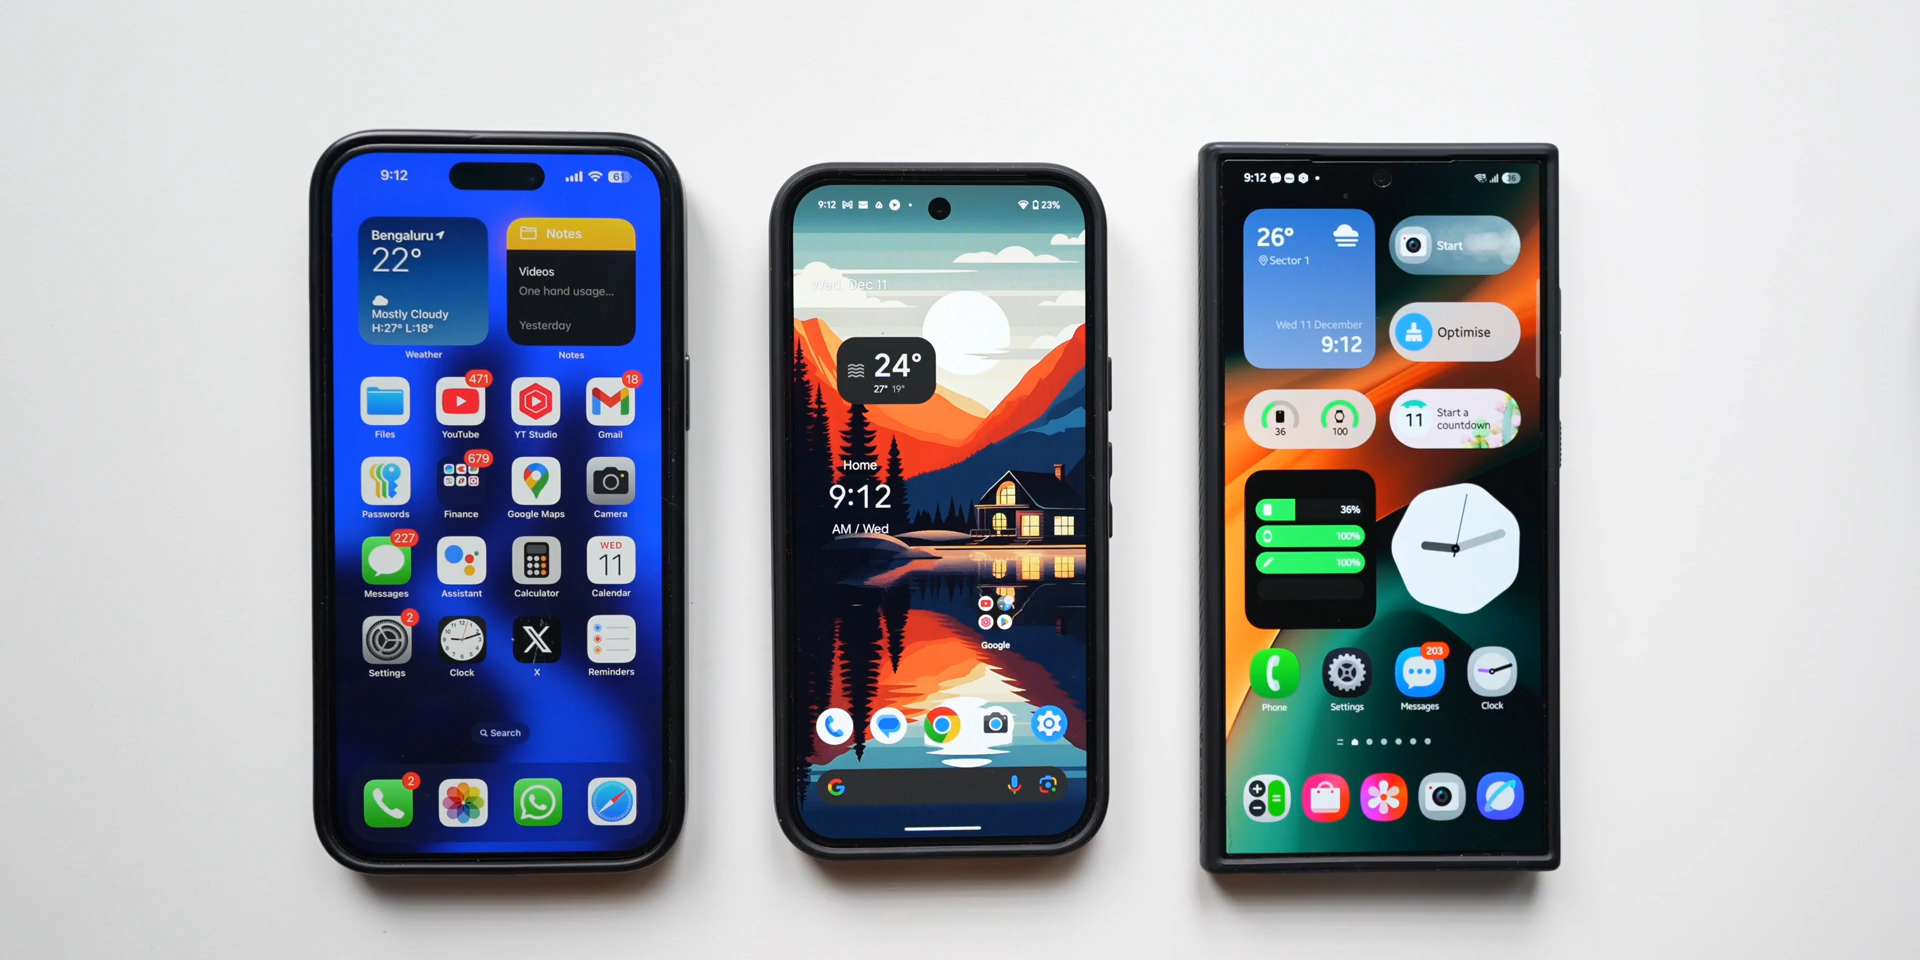 9:12
61
Bengaluru
22°
Mostly Cloudy
H:27° L:18°
Weather
Notes
Videos
One hand usage...
Yesterday
Notes
471
18
Files
YouTube
YT Studio
Gmail
679
Passwords
Finance
Google Maps
Camera
227
WED
11
Messages
Assistant
Calculator
Calendar
2
X
Settings
Clock
X
Reminders
Search
2
9:12
23%
Wed, Dec 11
24°
27° 19°
Home
9:12
AM / Wed
Google
G
9:12
36
26°
Sector 1
Wed 11 December
9:12
Start
Optimise
36
100
11
Start a
countdown
36%
100%
100%
203
Phone
Settings
Messages
Clock